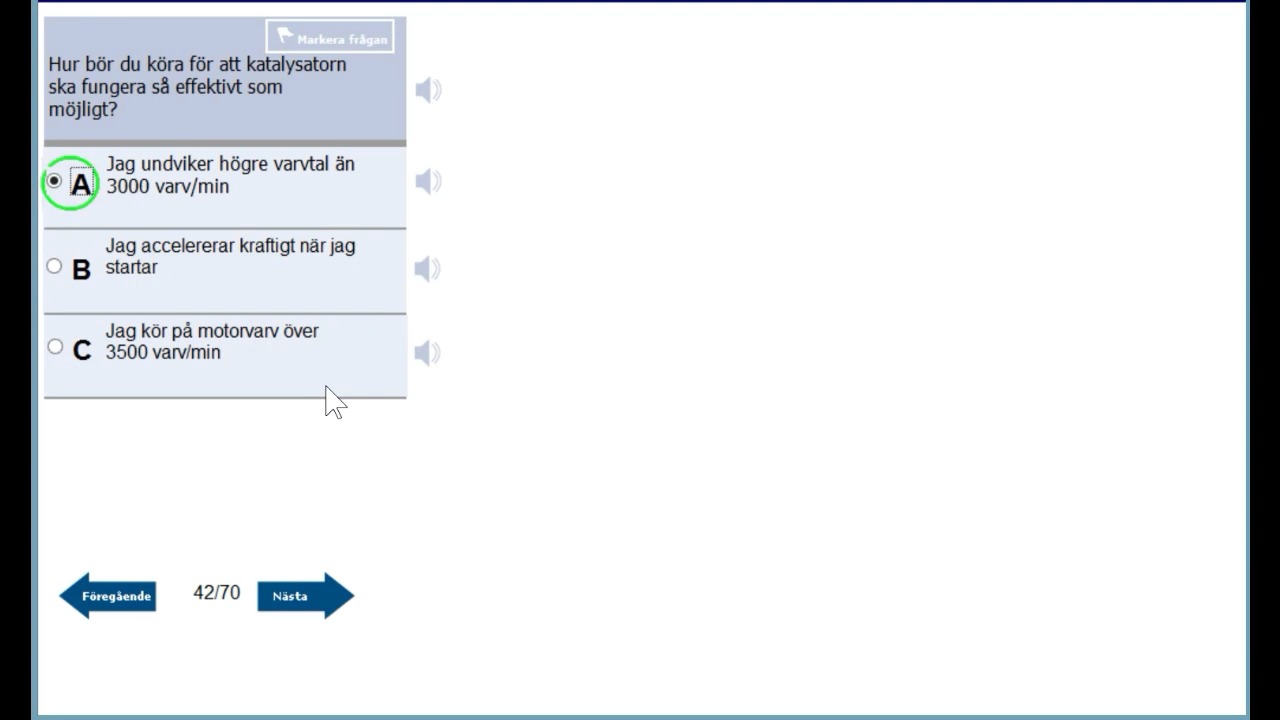 Markera frågan
Hur bör du köra för att katalysatorn
ska fungera så effektivt som
möjligt?
A
Jag undviker högre varvtal än
3000 varv/min
B
Jag accelererar kraftigt när jag
startar
C
Jag kör på motorvarv över
3500 varv/min
Föregående
42/70
Nästa